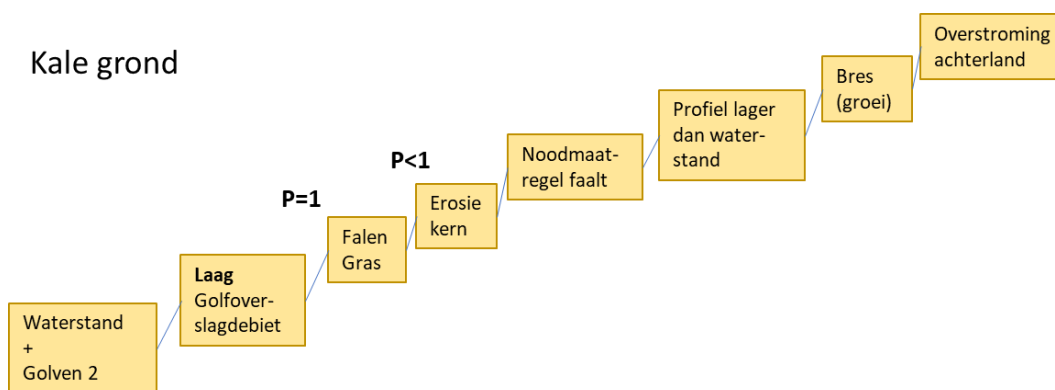 Kale grond
Overstroming
achterland
Bres
(groei)
Profiel lager
dan water-
stand
Noodmaat-
regel faalt
P<1
Erosie
kern
P=1
Falen
Gras
Laag
Golfover-
slagdebiet
Waterstand
+
Golven 2